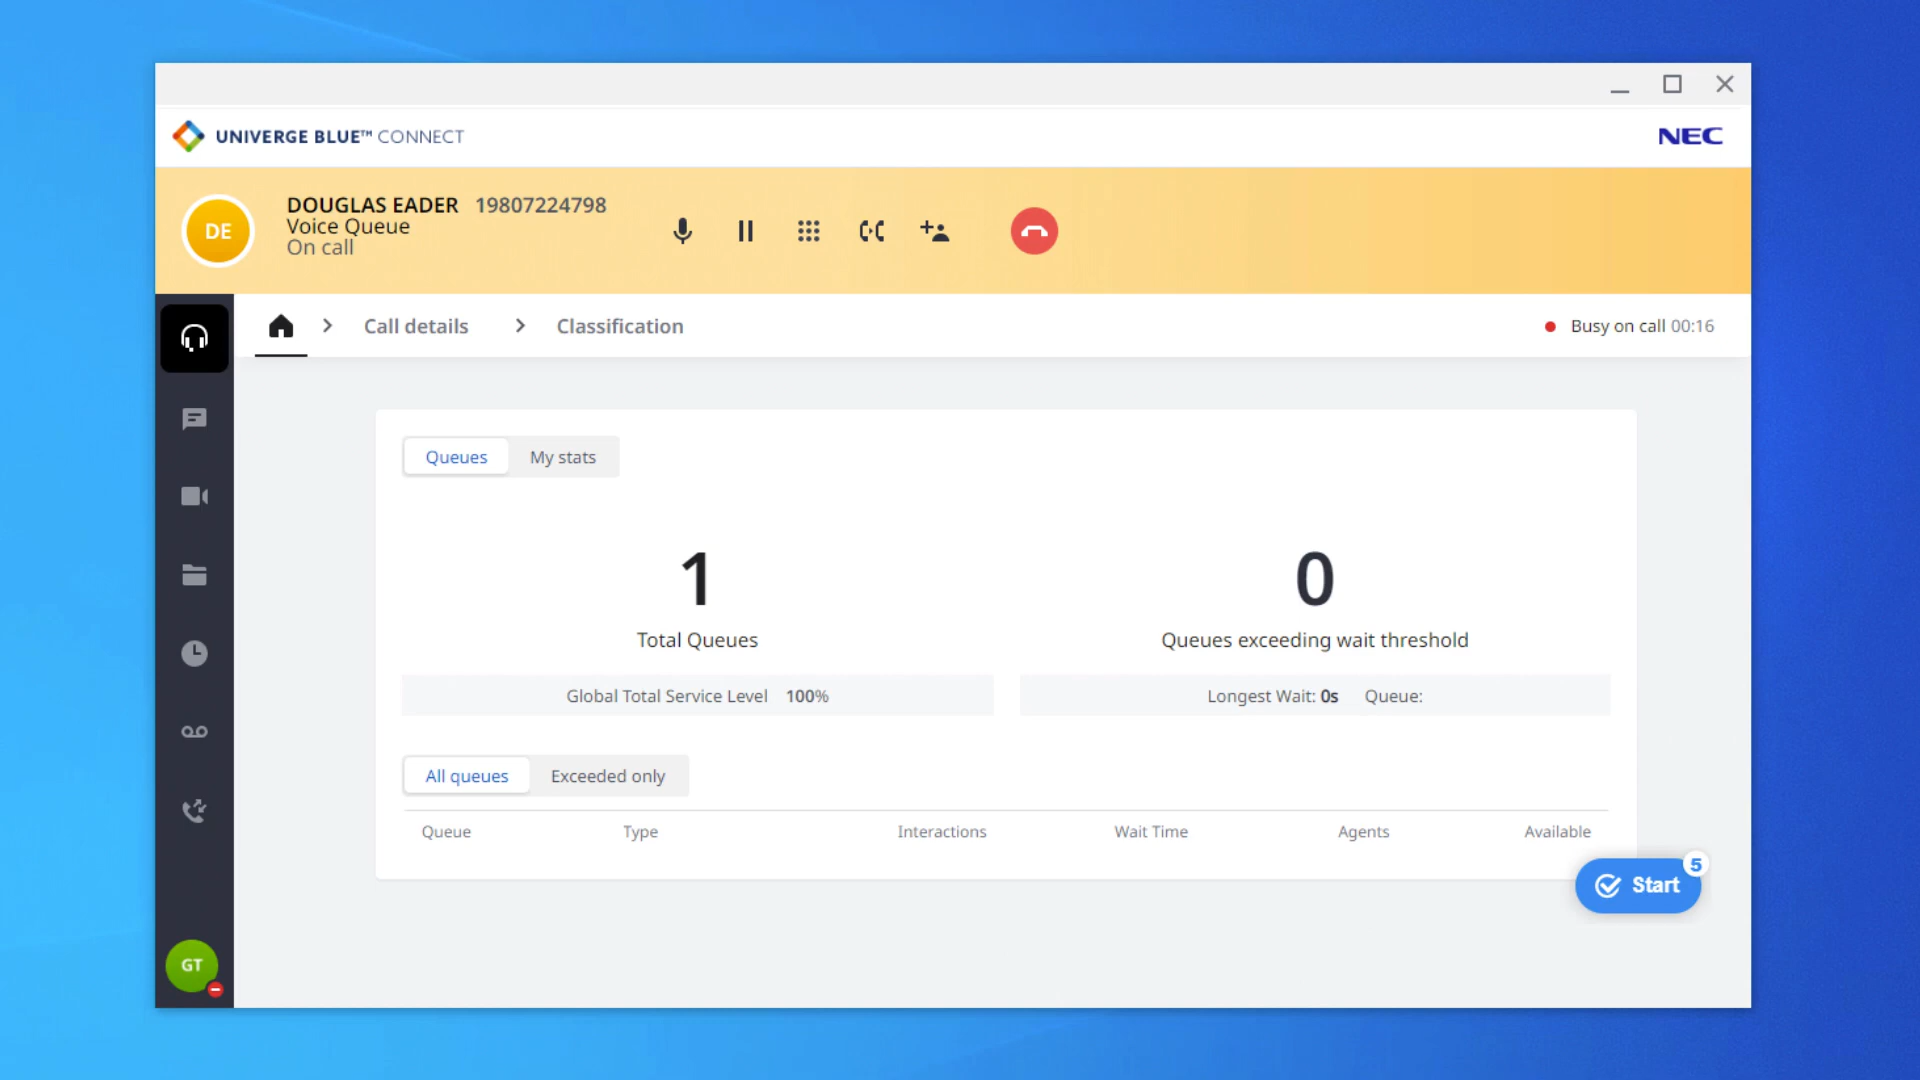 UNIVERGE BLUE™ CONNECT
NEC
DE
DOUGLAS EADER 19807224798
Voice Queue
On call
Call details
Classification
Busy on call 00:16
Queues
My stats
1
Total Queues
0
Queues exceeding wait threshold
Global Total Service Level 100%
Longest Wait: 0s Queue:
All queues
Exceeded only
Queue Type Interactions Wait Time Agents Available
5
Start
GT